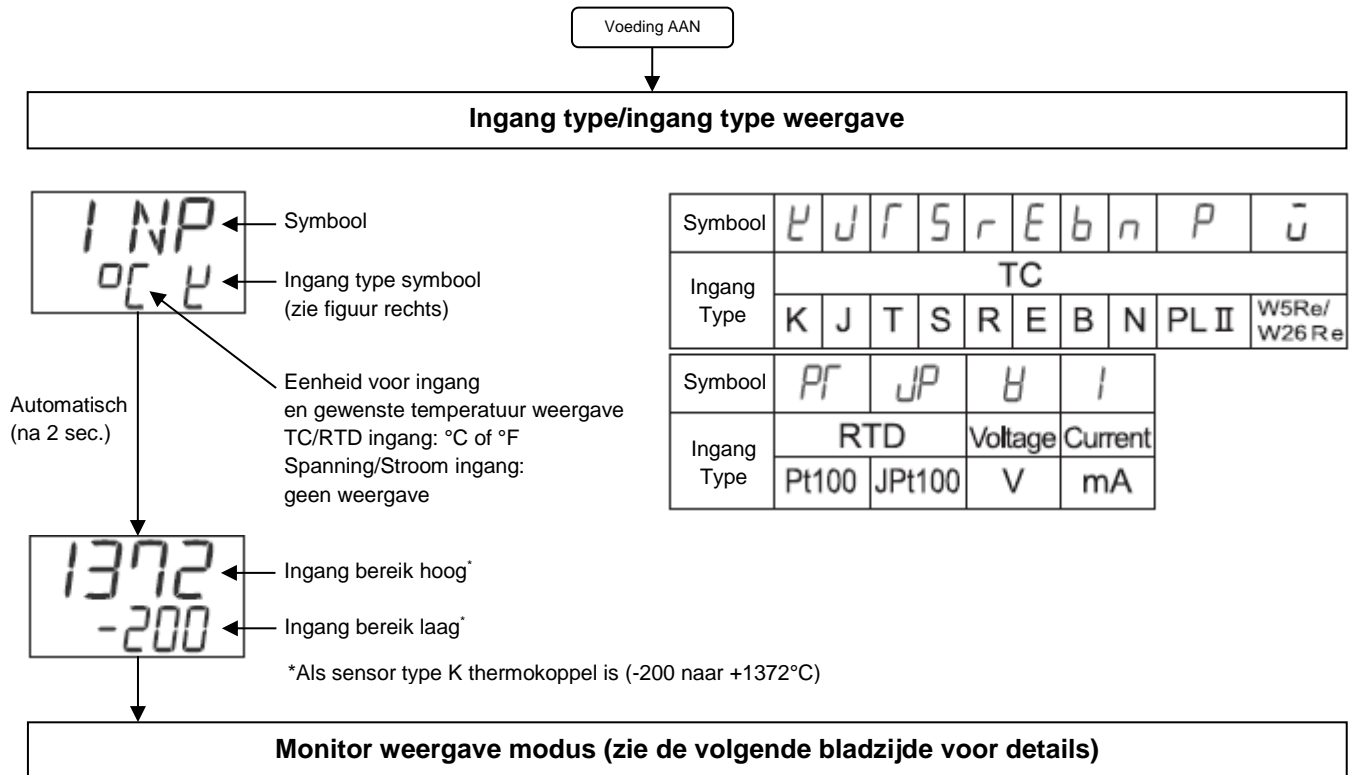 Voeding AAN
Ingang type/ingang type weergave
INP
Symbool
°C K
Ingang type symbool
(zie figuur rechts)
Eenheid voor ingang
en gewenste temperatuur weergave
TC/RTD ingang: °C of °F
Spanning/Stroom ingang:
geen weergave
Automatisch
(na 2 sec.)
1372
Ingang bereik hoog*
-200
Ingang bereik laag*
*Als sensor type K thermokoppel is (-200 naar +1372°C)
Symbool J T S r E b n P
Ingang Type TC
K J T S R E B N PL II W5Re/ W26Re
Symbool PT JP I
Ingang Type RTD Voltage Current
Pt100 JPt100 V mA
Monitor weergave modus (zie de volgende bladzijde voor details)